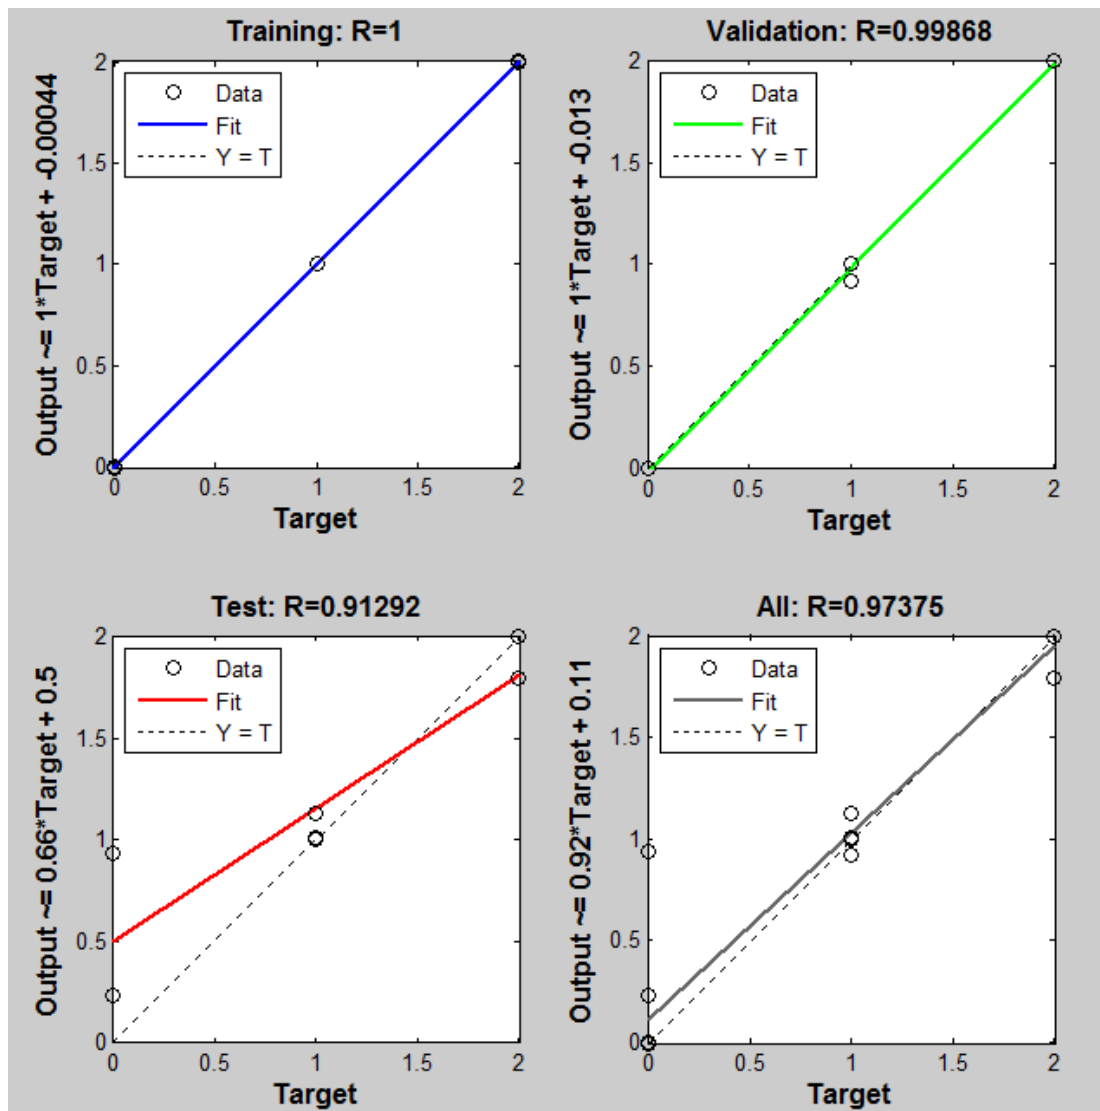 Training: R=1
Output ~= 1*Target + -0.00044
2
1.5
1
0.5
0
Data
Fit
Y = T
0
0.5
1
1.5
2
Target
Validation: R=0.99868
Output ~= 1*Target + -0.013
2
1.5
1
0.5
0
Data
Fit
Y = T
0
0.5
1
1.5
2
Target
Test: R=0.91292
Output ~= 0.66*Target + 0.5
2
1.5
1
0.5
0
Data
Fit
Y = T
0
0.5
1
1.5
2
Target
All: R=0.97375
Output ~= 0.92*Target + 0.11
2
1.5
1
0.5
0
Data
Fit
Y = T
0
0.5
1
1.5
2
Target